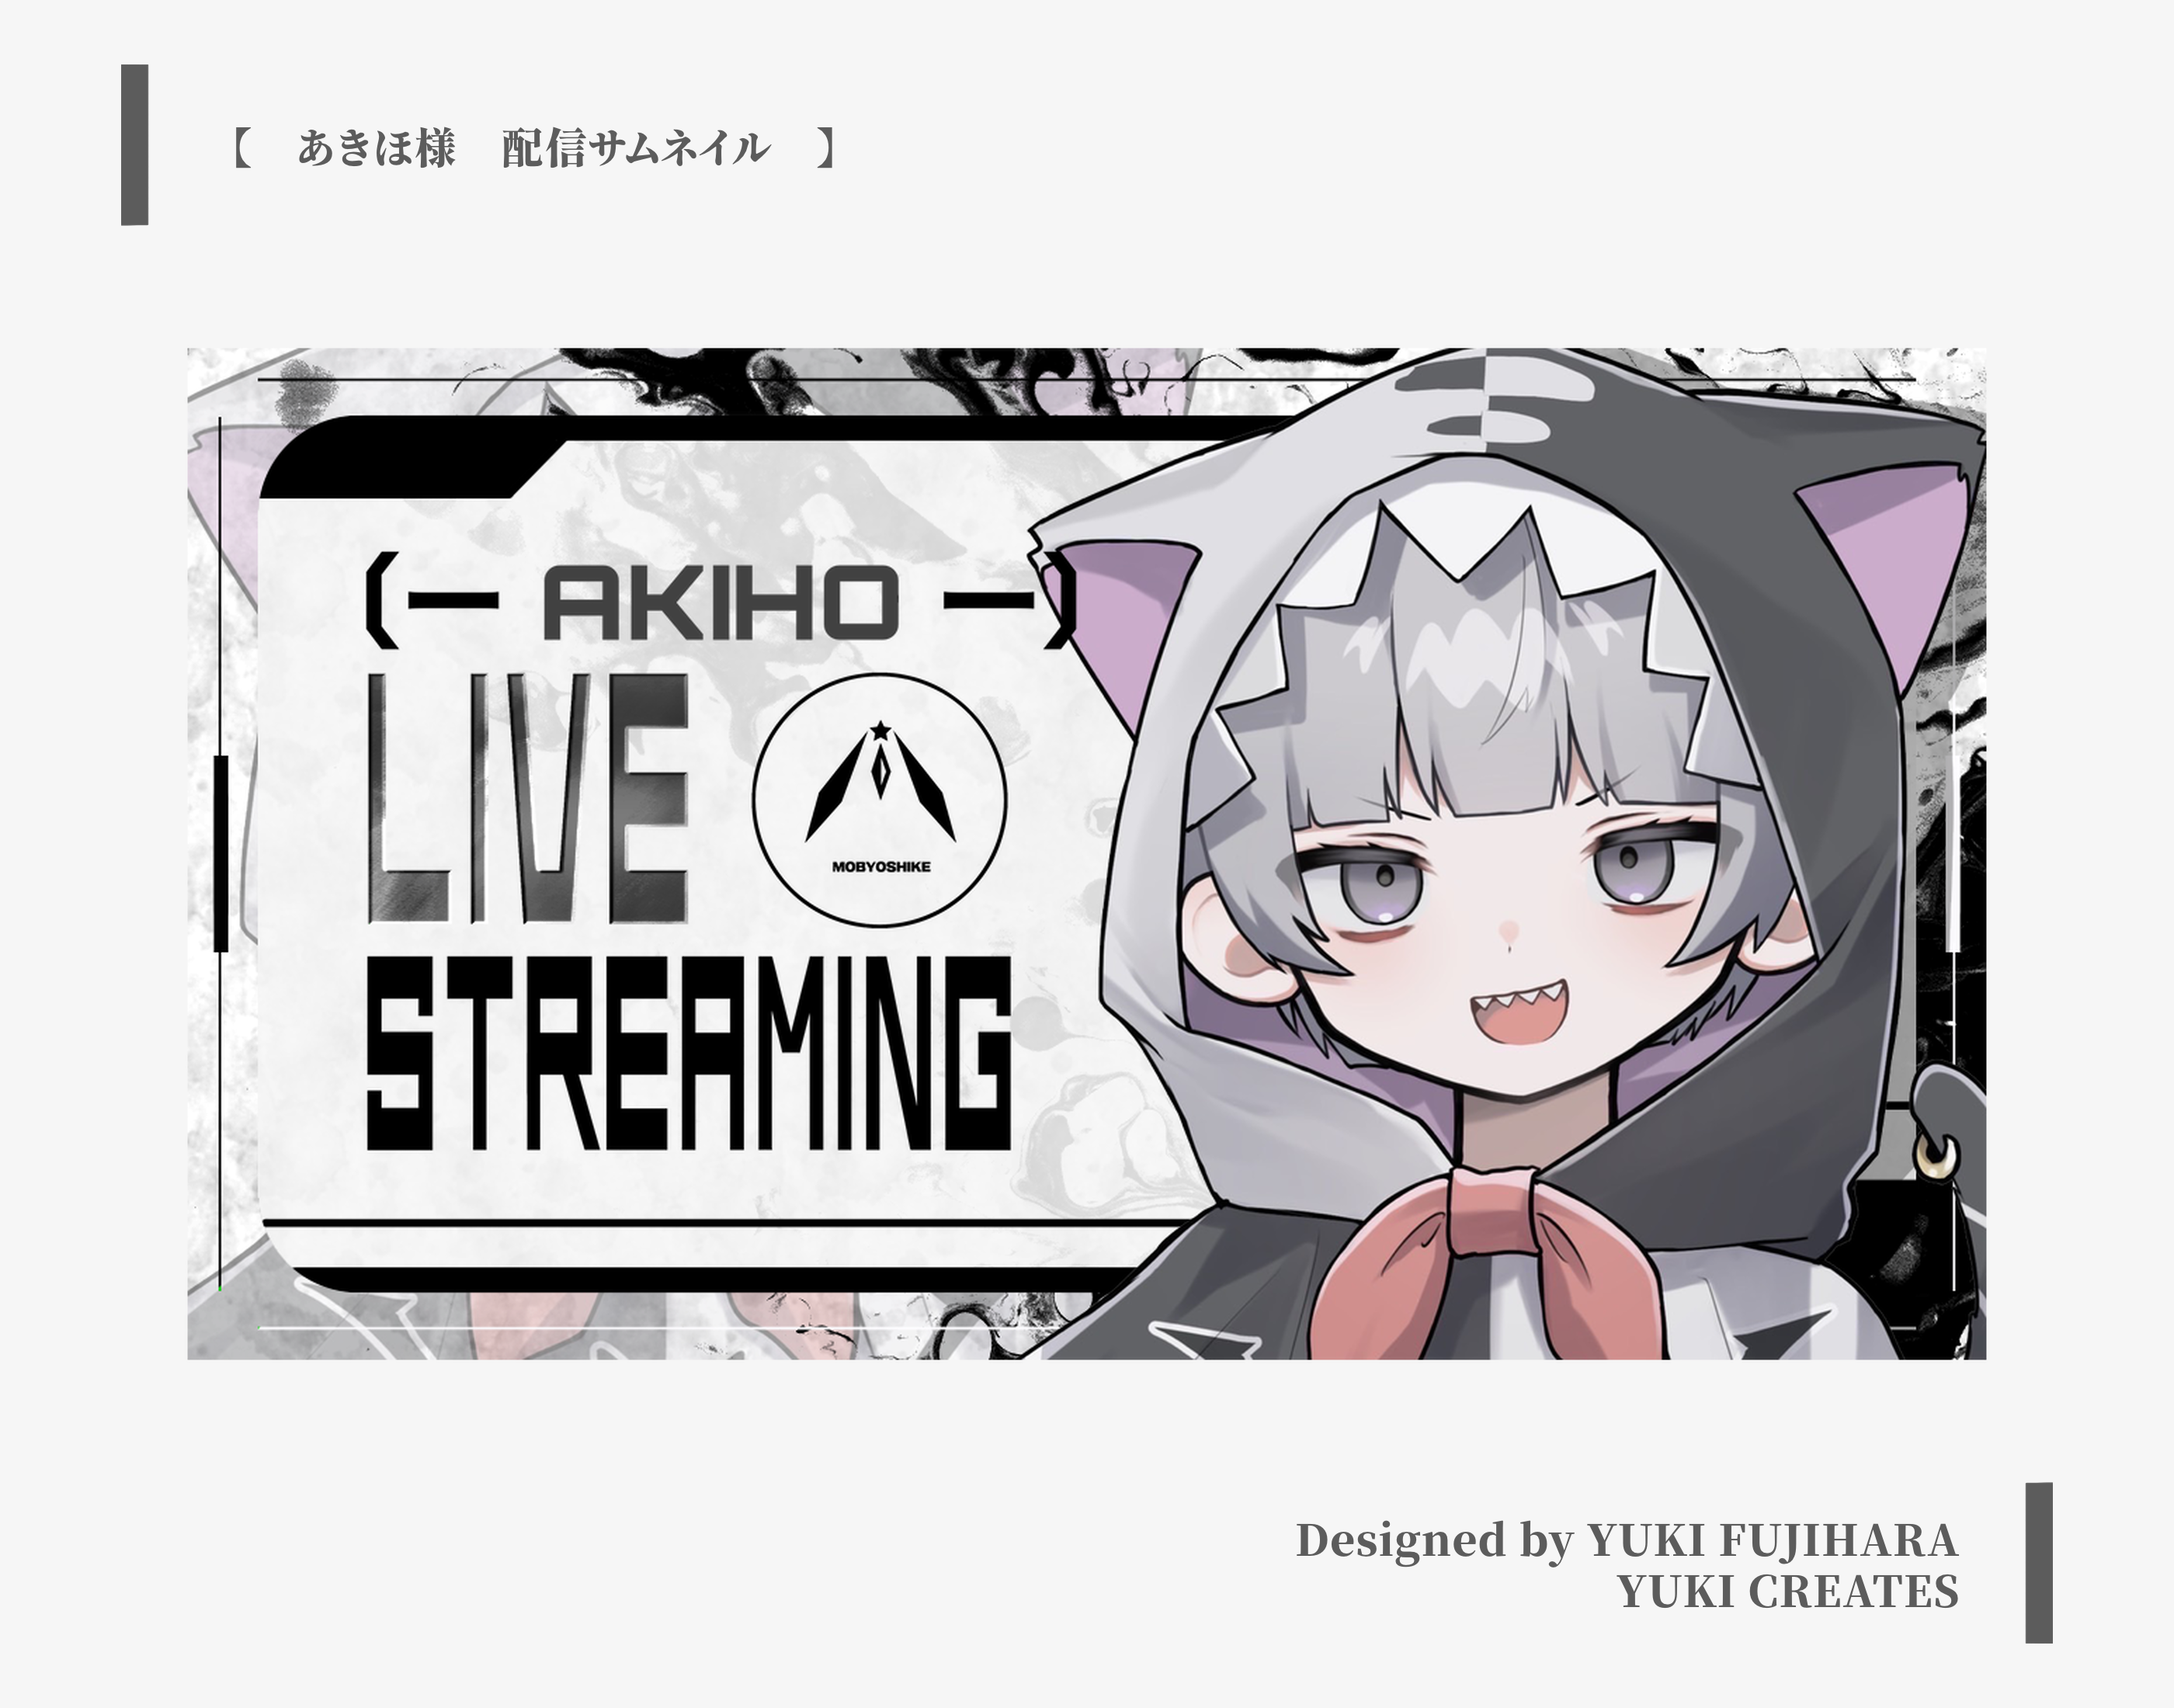 【　あきほ様　配信サムネイル　】
(— AKIHO —)
LIVE
MOBYOSHIKE
STREAMING
Designed by YUKI FUJIHARA
YUKI CREATES